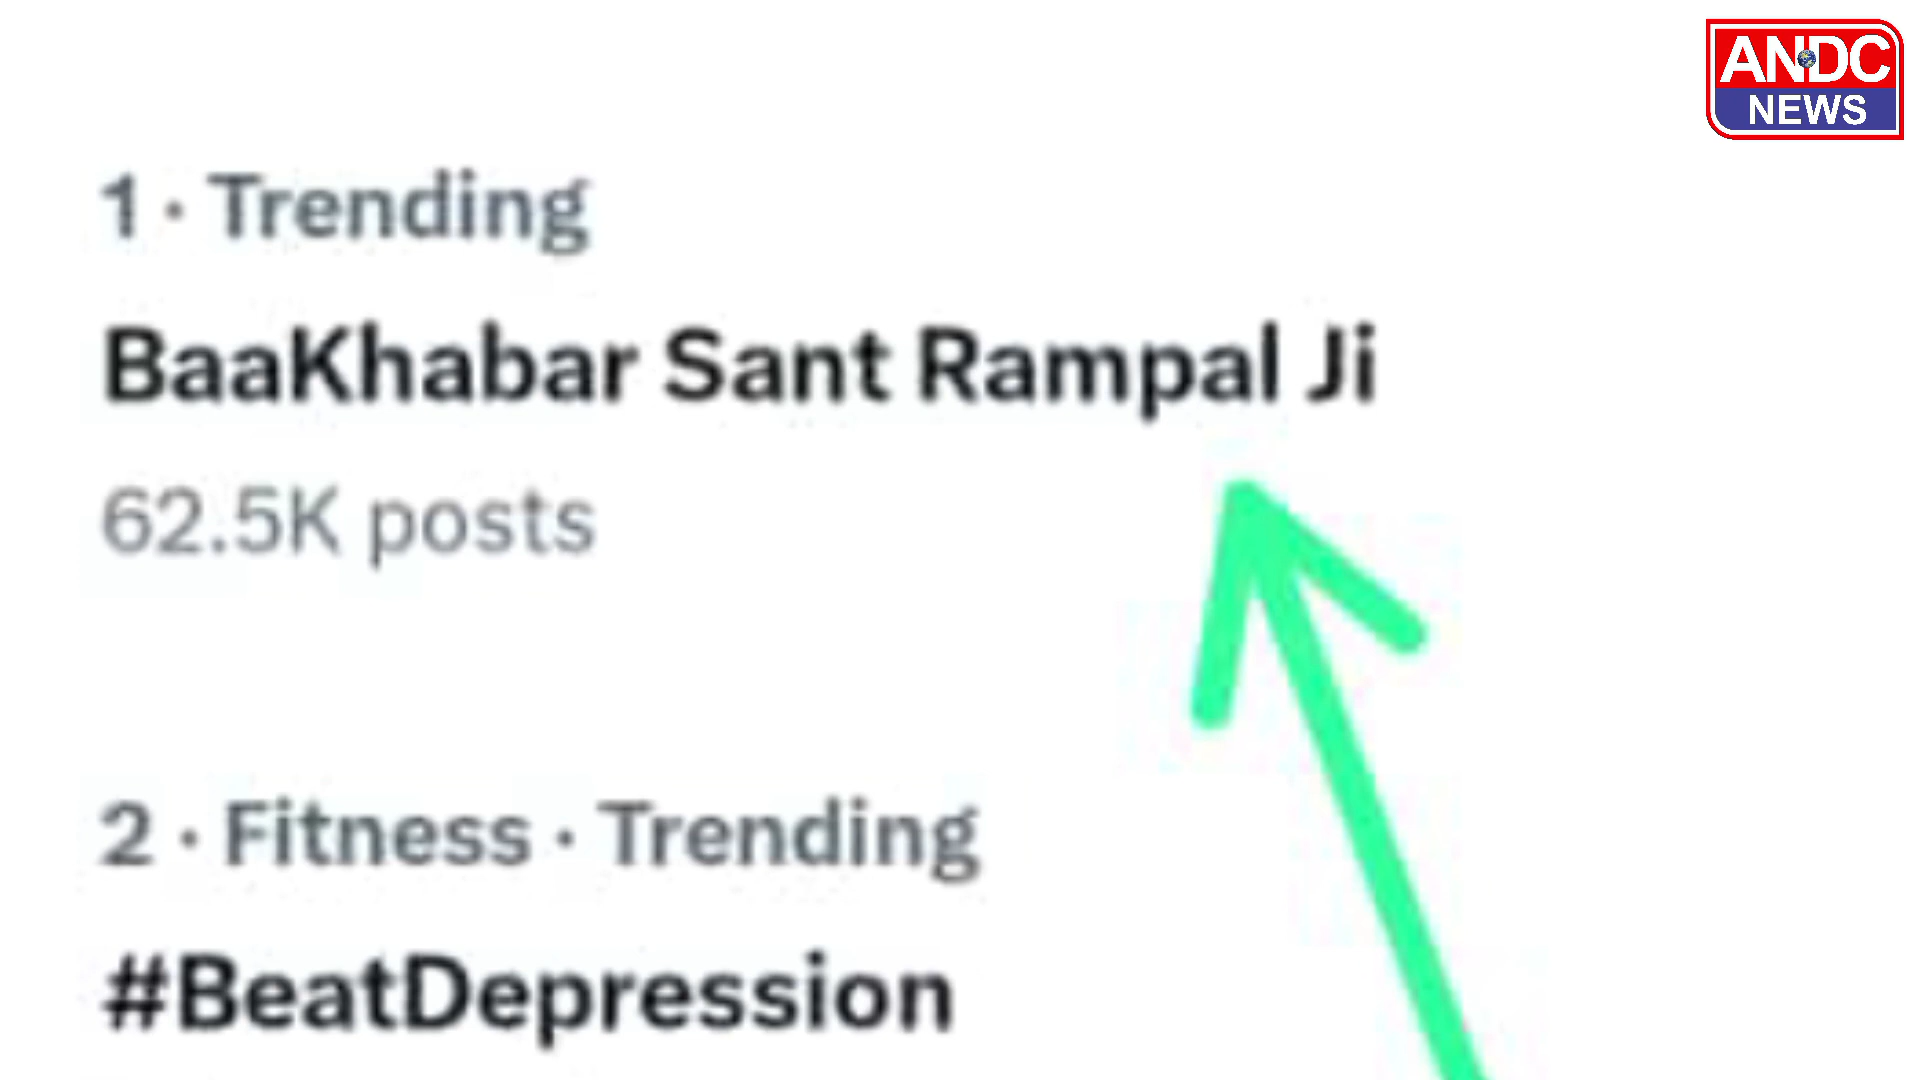 ANDC
NEWS
1 · Trending
BaaKhabar Sant Rampal Ji
62.5K posts
2 · Fitness · Trending
#BeatDepression